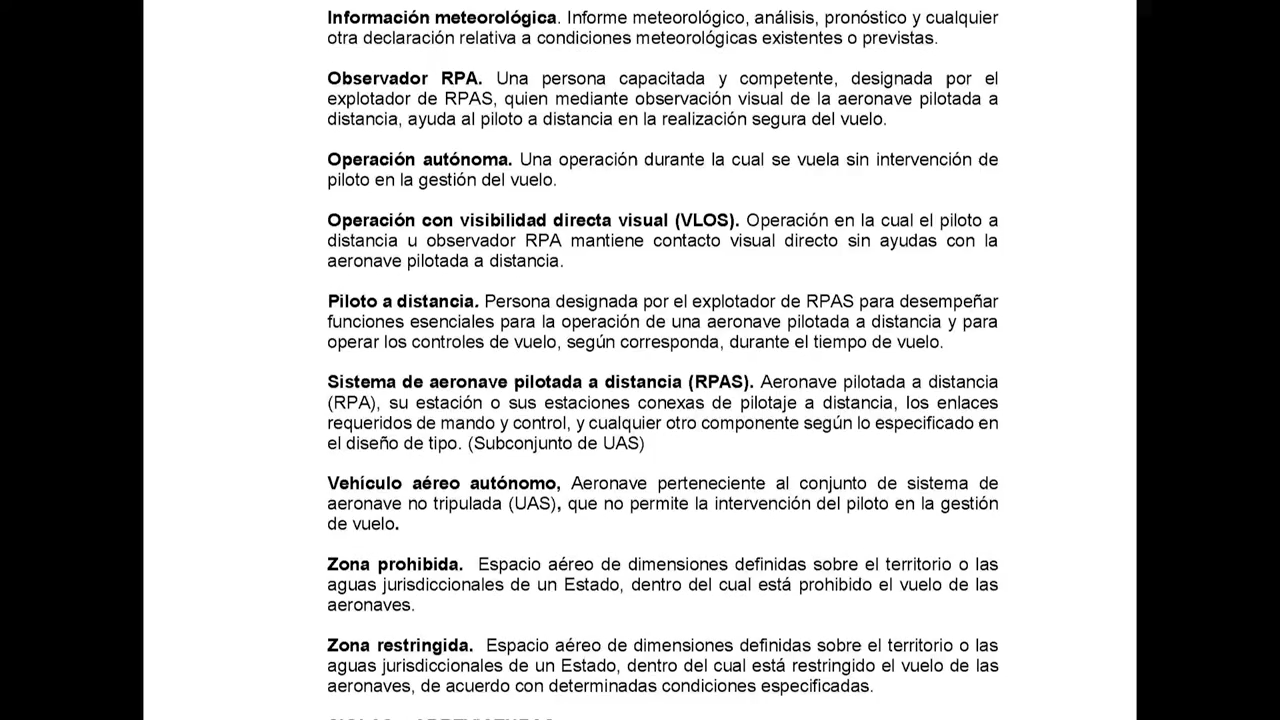 Información meteorológica. Informe meteorológico, análisis, pronóstico y cualquier
otra declaración relativa a condiciones meteorológicas existentes o previstas.
Observador RPA. Una persona capacitada y competente, designada por el
explotador de RPAS, quien mediante observación visual de la aeronave pilotada a
distancia, ayuda al piloto a distancia en la realización segura del vuelo.
Operación autónoma. Una operación durante la cual se vuela sin intervención de
piloto en la gestión del vuelo.
Operación con visibilidad directa visual (VLOS). Operación en la cual el piloto a
distancia u observador RPA mantiene contacto visual directo sin ayudas con la
aeronave pilotada a distancia.
Piloto a distancia. Persona designada por el explotador de RPAS para desempeñar
funciones esenciales para la operación de una aeronave pilotada a distancia y para
operar los controles de vuelo, según corresponda, durante el tiempo de vuelo.
Sistema de aeronave pilotada a distancia (RPAS). Aeronave pilotada a distancia
(RPA), su estación o sus estaciones conexas de pilotaje a distancia, los enlaces
requeridos de mando y control, y cualquier otro componente según lo especificado en
el diseño de tipo. (Subconjunto de UAS)
Vehículo aéreo autónomo, Aeronave perteneciente al conjunto de sistema de
aeronave no tripulada (UAS), que no permite la intervención del piloto en la gestión
de vuelo.
Zona prohibida. Espacio aéreo de dimensiones definidas sobre el territorio o las
aguas jurisdiccionales de un Estado, dentro del cual está prohibido el vuelo de las
aeronaves.
Zona restringida. Espacio aéreo de dimensiones definidas sobre el territorio o las
aguas jurisdiccionales de un Estado, dentro del cual está restringido el vuelo de las
aeronaves, de acuerdo con determinadas condiciones especificadas.